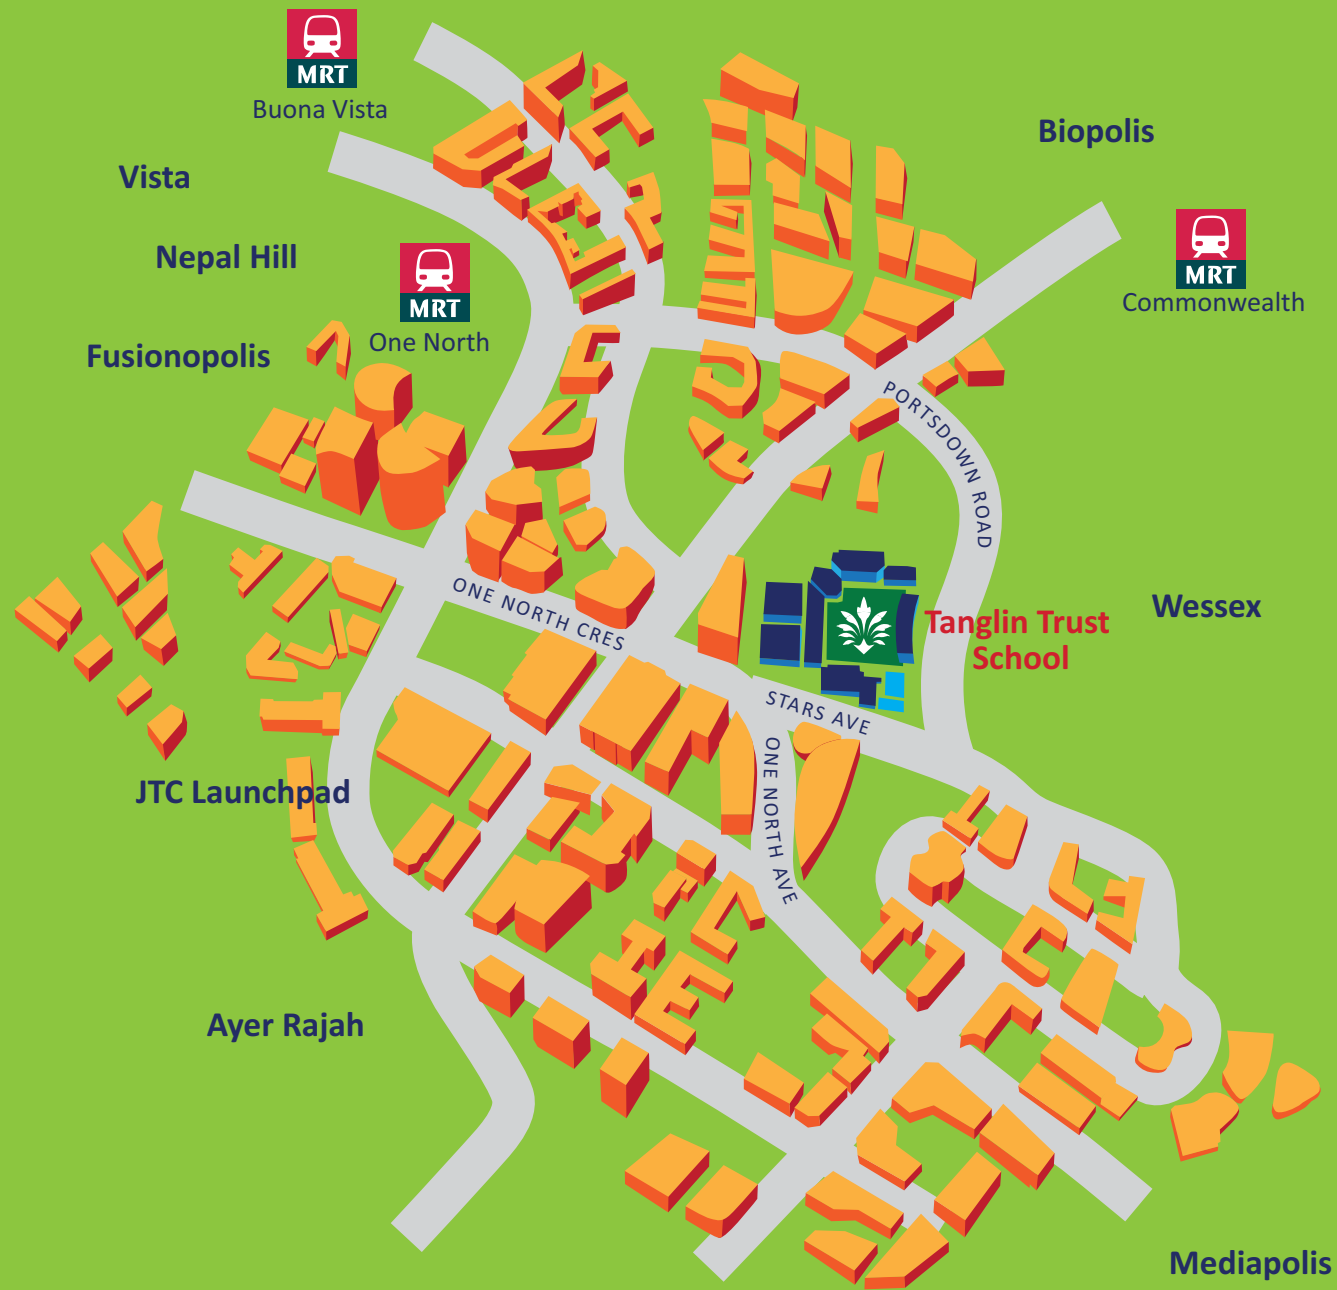 MRT
Buona Vista
Biopolis
Vista
MRT
Commonwealth
Nepal Hill
MRT
One North
Fusionopolis
PORTSDOWN ROAD
ONE NORTH CRES
Wessex
Tanglin Trust
School
STARS AVE
ONE NORTH AVE
JTC Launchpad
Ayer Rajah
Mediapolis